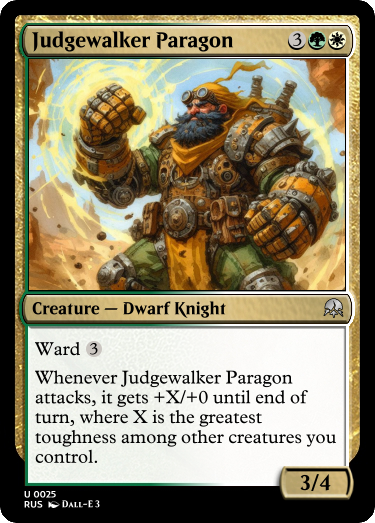 Judgewalker Paragon 3
Creature — Dwarf Knight
Ward 3
Whenever Judgewalker Paragon
attacks, it gets +X/+0 until end of
turn, where X is the greatest
toughness among other creatures you
control.
3/4
U 0025
RUS DALL-E 3